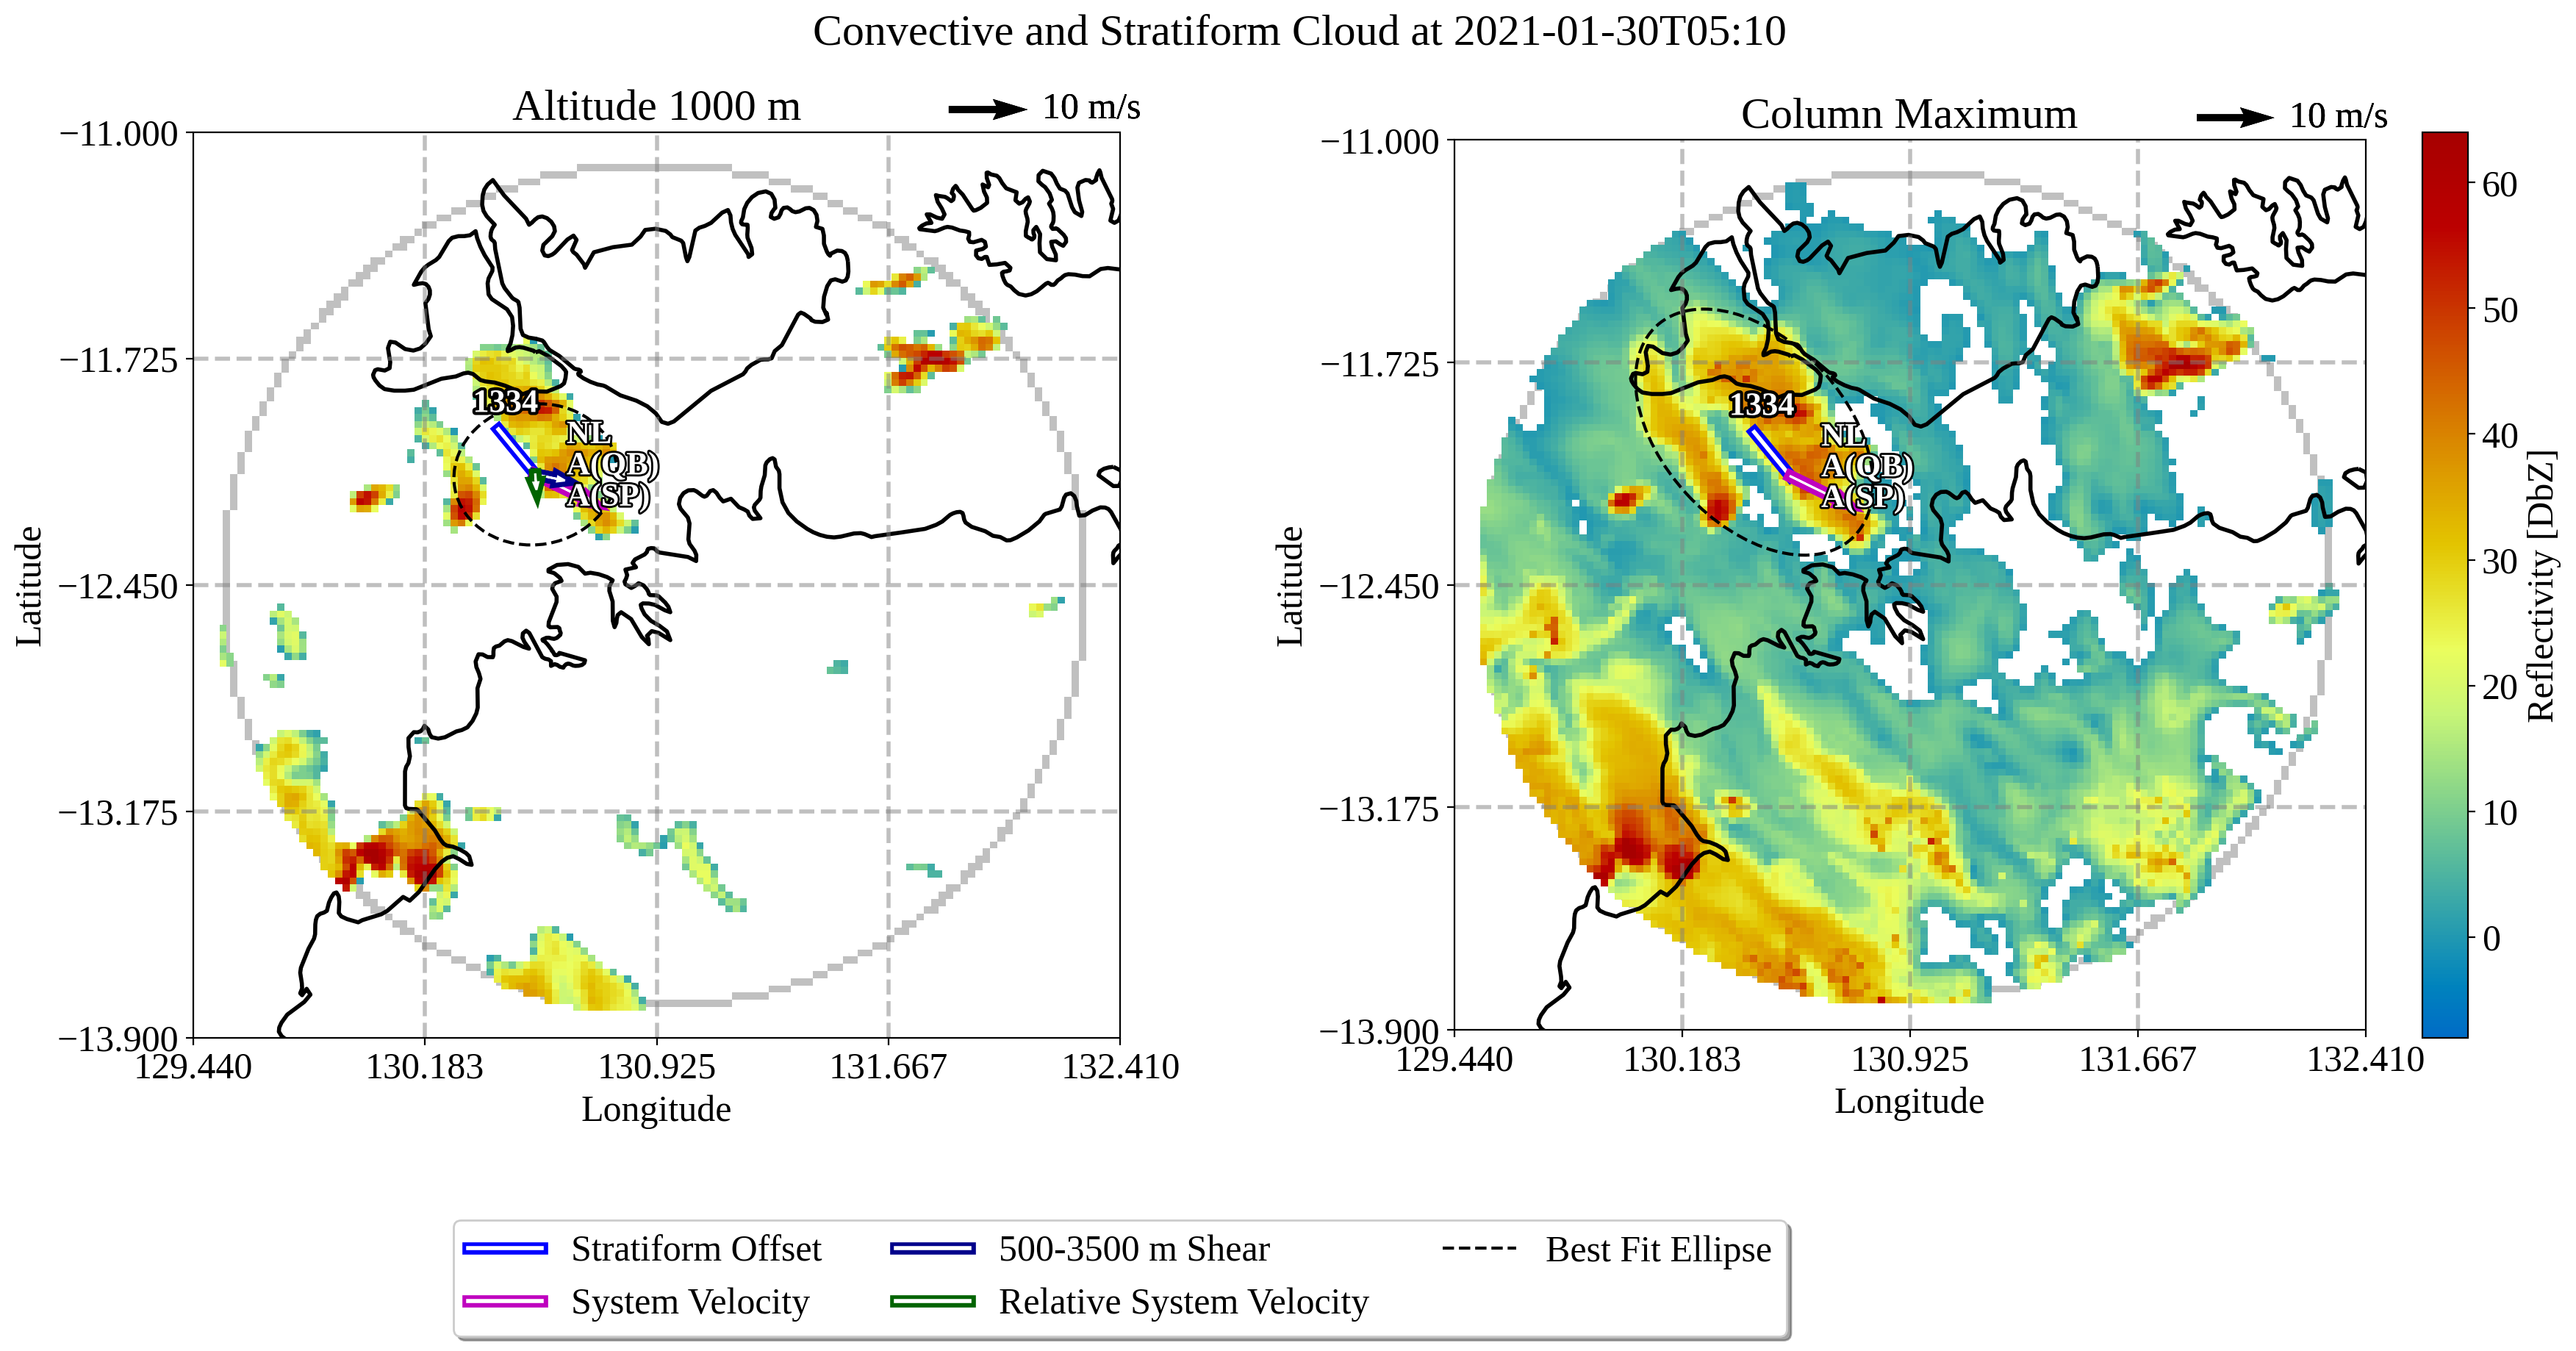 Convective and Stratiform Cloud at 2021-01-30T05:10
Altitude 1000 m
10 m/s
−11.000
−11.725
−12.450
−13.175
−13.900
129.440
130.183
130.925
131.667
132.410
Latitude
Longitude
1334
NL
A(QB)
A(SP)
Column Maximum
10 m/s
−11.000
−11.725
−12.450
−13.175
−13.900
129.440
130.183
130.925
131.667
132.410
Latitude
Longitude
1334
NL
A(QB)
A(SP)
60
50
40
30
20
10
0
Reflectivity [DbZ]
Stratiform Offset
System Velocity
500-3500 m Shear
Relative System Velocity
Best Fit Ellipse